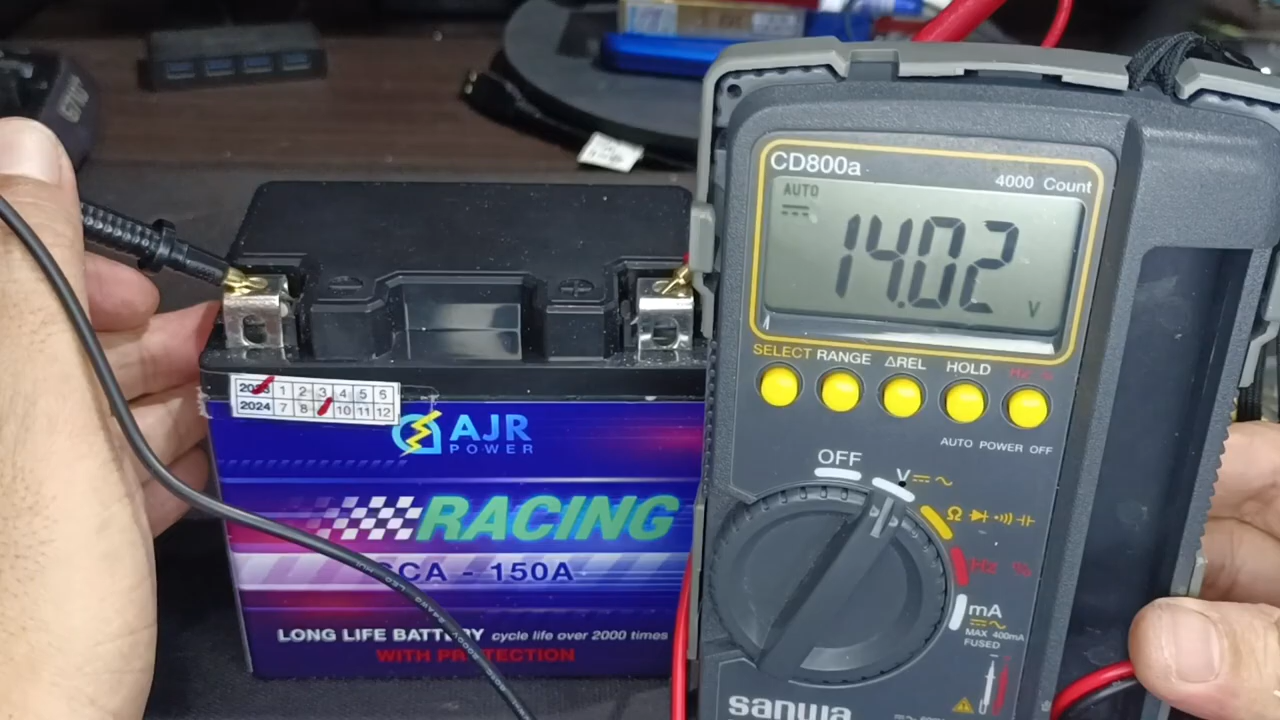 CD800a
4000 Count
AUTO
14.02
V
SELECT RANGE ΔREL HOLD Hz %
AUTO POWER OFF
OFF
V
Ω
Hz %
mA
MAX 400mA
FUSED
sanwa
1 2 3 4 5 6
2024 7 8 10 11 12
AJR
POWER
RACING
CCA - 150A
LONG LIFE BATTERY cycle life over 2000 times
WITH PROTECTION